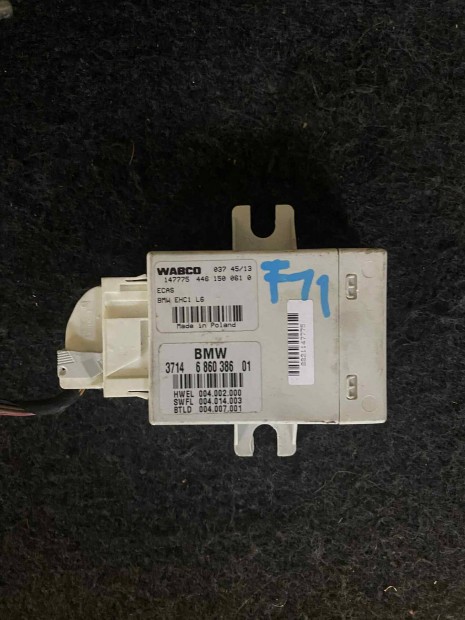 WABCO 037 45/13
147775 446 150 061 0
ECAS
BMW EHC1 L6
Made in Poland
BMW
3714 6 860 386 01
HWEL 004.002.000
SWFL 004.014.003
BTLD 004.007.001
F11